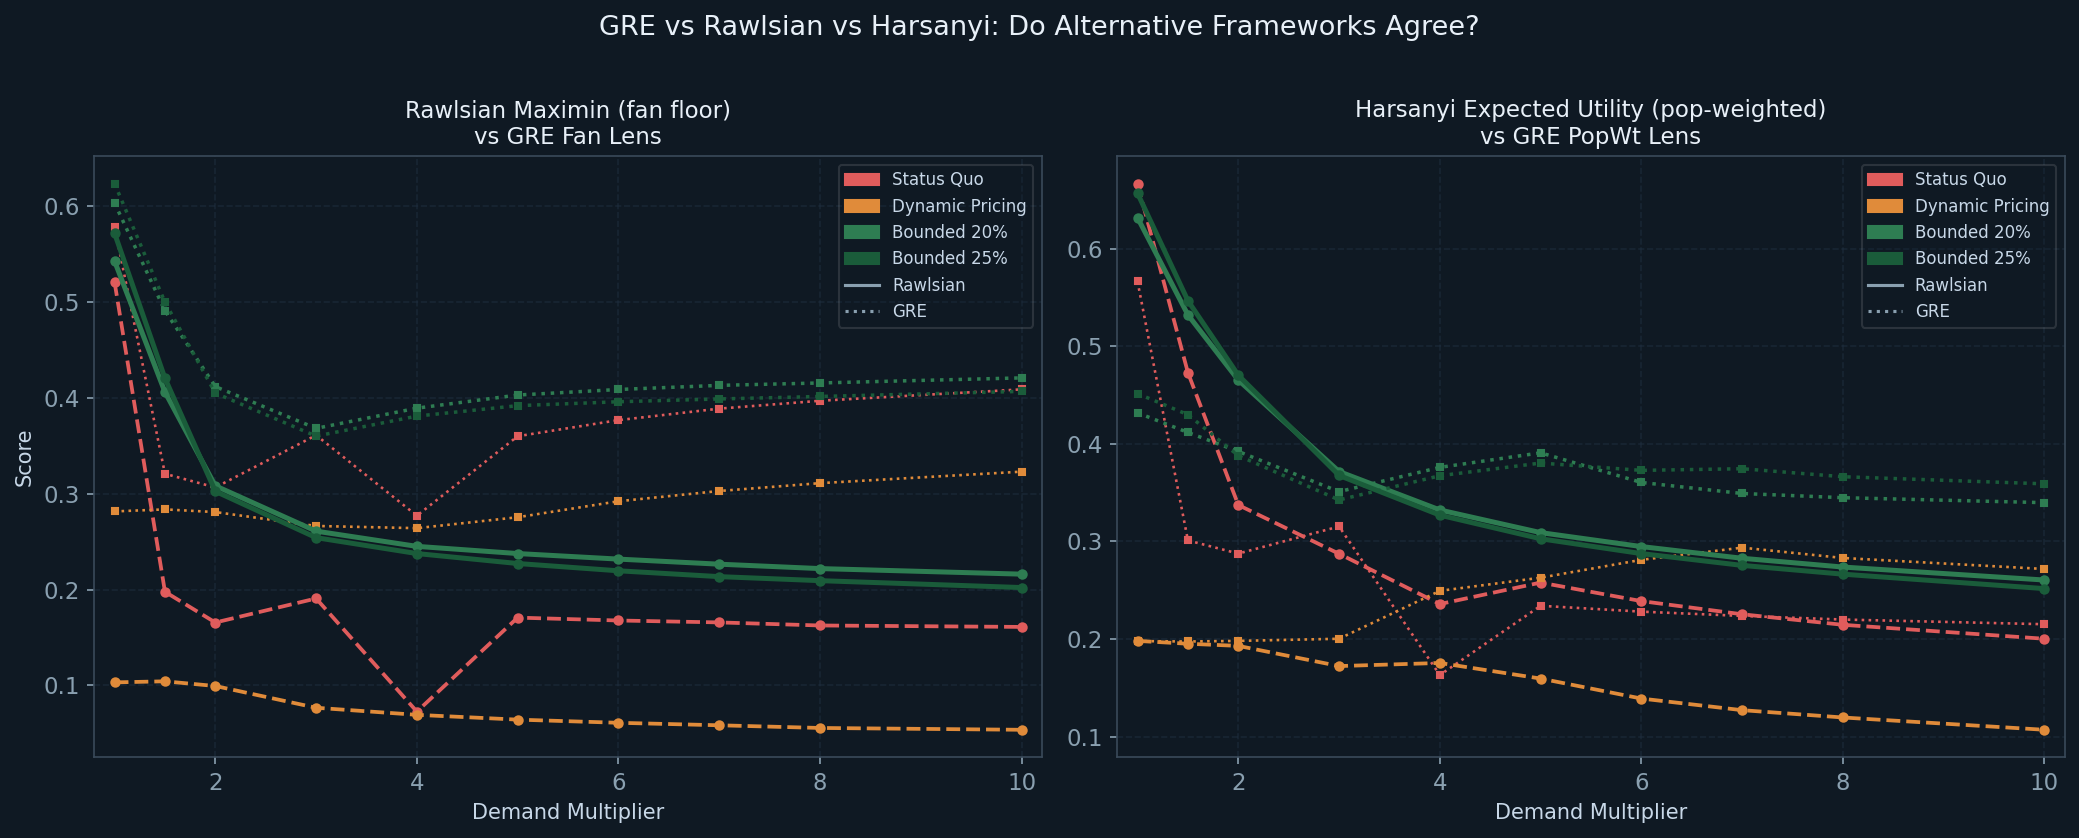 GRE vs Rawlsian vs Harsanyi: Do Alternative Frameworks Agree?
Rawlsian Maximin (fan floor)
vs GRE Fan Lens
Score
0.6
0.5
0.4
0.3
0.2
0.1
2
4
6
8
10
Demand Multiplier
Status Quo
Dynamic Pricing
Bounded 20%
Bounded 25%
Rawlsian
GRE
Harsanyi Expected Utility (pop-weighted)
vs GRE PopWt Lens
0.6
0.5
0.4
0.3
0.2
0.1
2
4
6
8
10
Demand Multiplier
Status Quo
Dynamic Pricing
Bounded 20%
Bounded 25%
Rawlsian
GRE